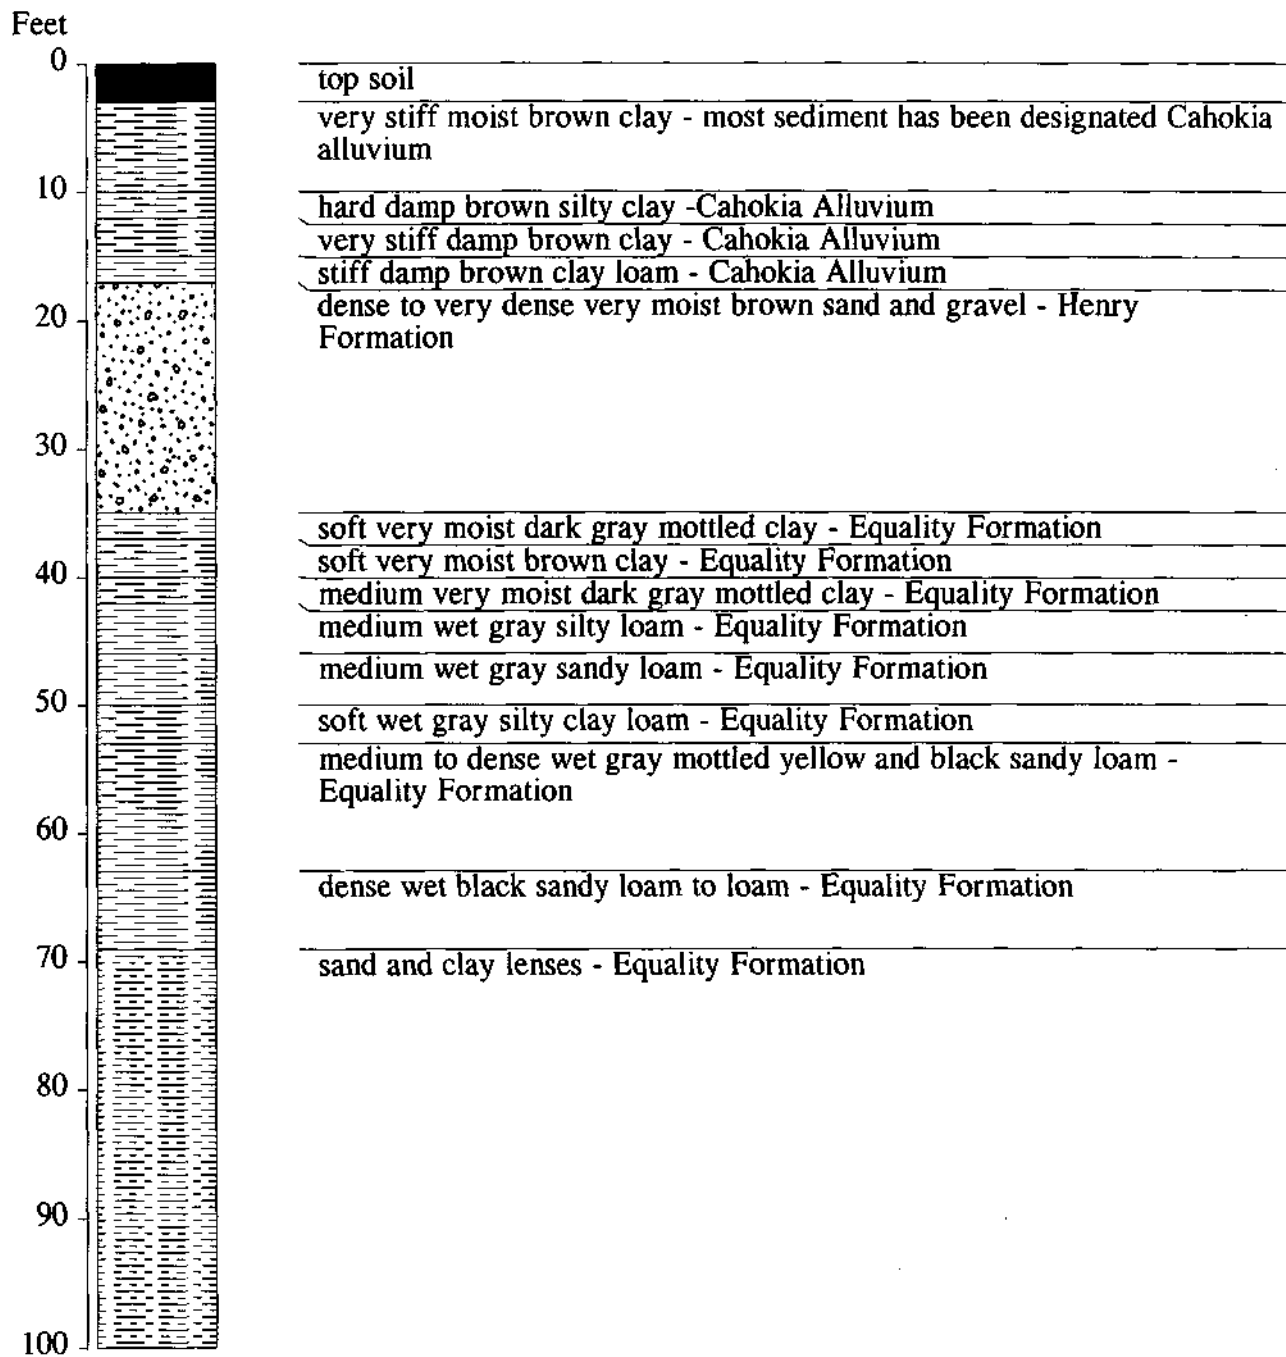 Feet
0
top soil
very stiff moist brown clay - most sediment has been designated Cahokia
alluvium
10
hard damp brown silty clay -Cahokia Alluvium
very stiff damp brown clay - Cahokia Alluvium
stiff damp brown clay loam - Cahokia Alluvium
20
dense to very dense very moist brown sand and gravel - Henry
Formation
30
soft very moist dark gray mottled clay - Equality Formation
soft very moist brown clay - Equality Formation
40
medium very moist dark gray mottled clay - Equality Formation
medium wet gray silty loam - Equality Formation
medium wet gray sandy loam - Equality Formation
50
soft wet gray silty clay loam - Equality Formation
medium to dense wet gray mottled yellow and black sandy loam -
Equality Formation
60
dense wet black sandy loam to loam - Equality Formation
70
sand and clay lenses - Equality Formation
80
90
100